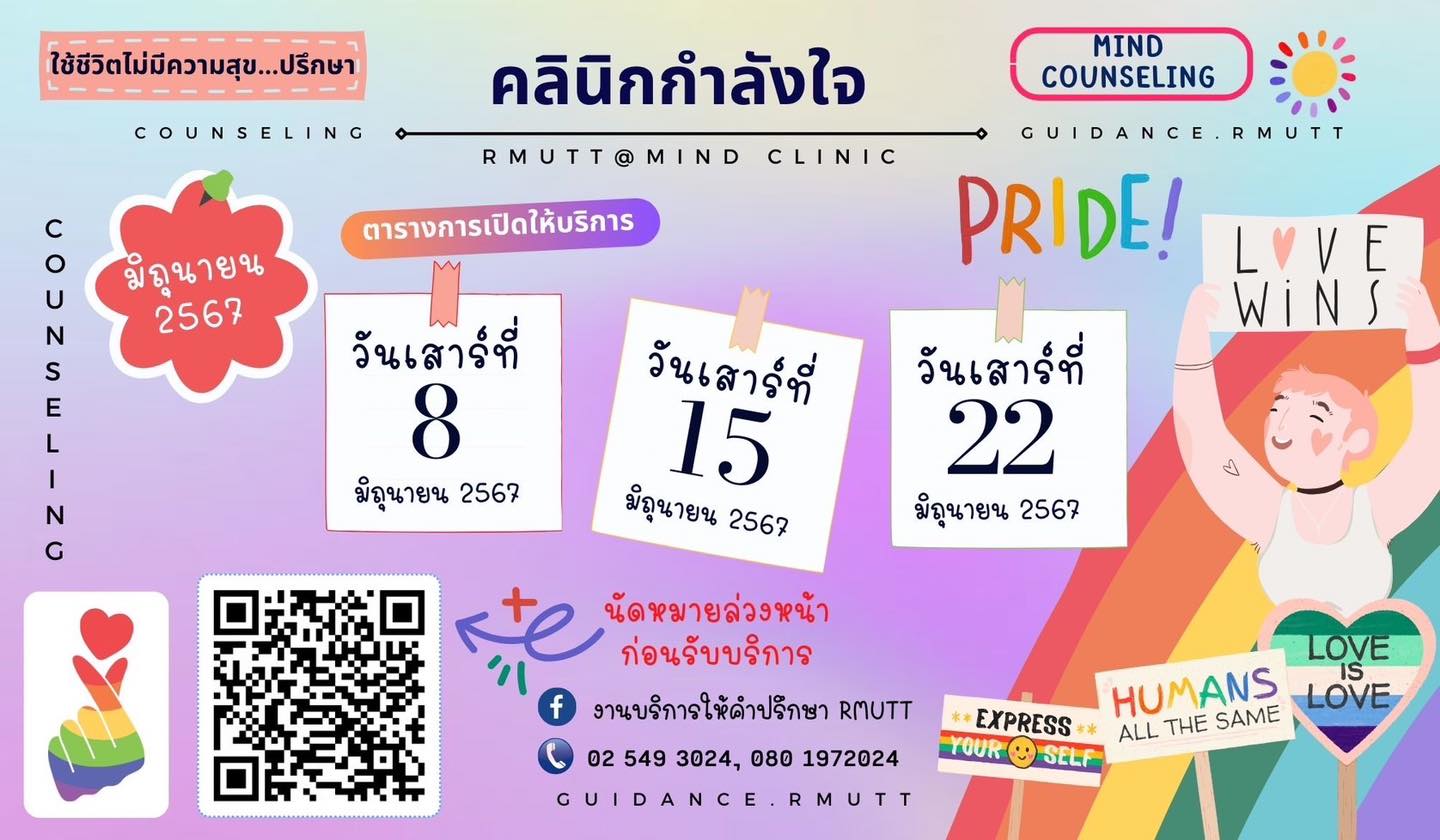 ใช้ชีวิตไม่มีความสุข...ปรึกษา
คลินิกกำลังใจ
MIND
COUNSELING
COUNSELING
GUIDANCE.RMUTT
RMUTT@MIND CLINIC
COUNSELING
มิถุนายน
2567
ตารางการเปิดให้บริการ
PRIDE!
LOVE
WiNS
วันเสาร์ที่
8
มิถุนายน 2567
วันเสาร์ที่
15
มิถุนายน 2567
วันเสาร์ที่
22
มิถุนายน 2567
นัดหมายล่วงหน้า
ก่อนรับบริการ
งานบริการให้คำปรึกษา RMUTT
02 549 3024, 080 1972024
GUIDANCE.RMUTT
**EXPRESS**
YOUR SELF
HUMANS
ALL THE SAME
LOVE
IS
LOVE